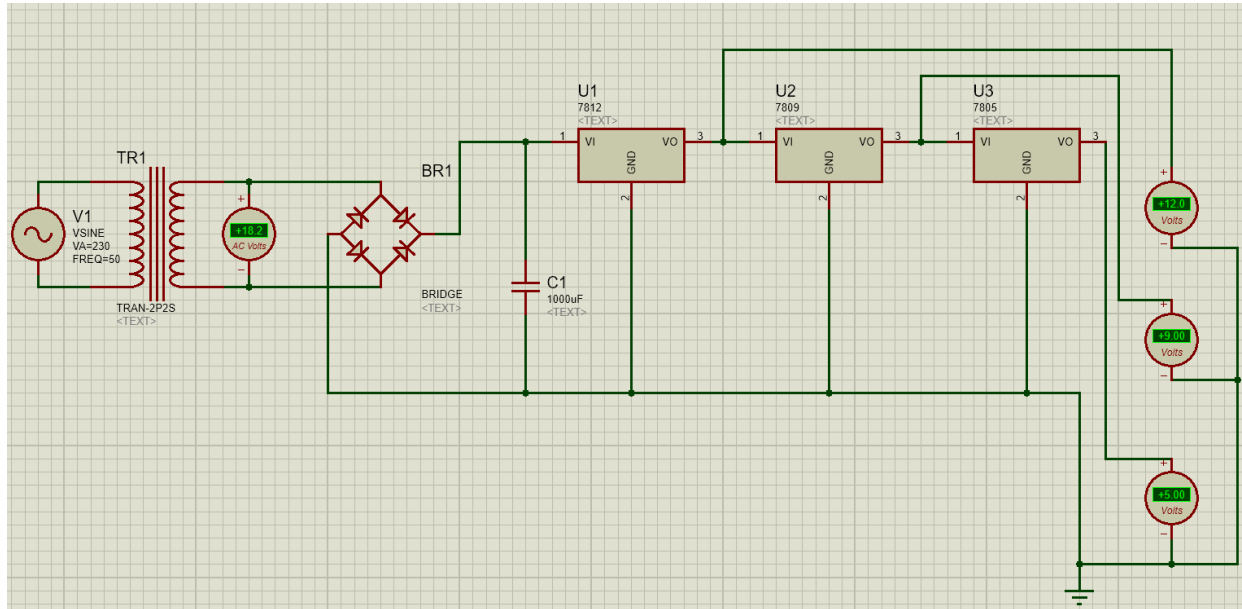 TR1
V1
VSINE
VA=230
FREQ=50
TRAN-2P2S
<TEXT>
+
+18.2
AC Volts
−
BR1
BRIDGE
<TEXT>
C1
1000uF
<TEXT>
U1
7812
<TEXT>
1 VI VO 3
GND
2
U2
7809
<TEXT>
1 VI VO 3
GND
2
U3
7805
<TEXT>
1 VI VO 3
GND
2
+
+12.0
Volts
−
+
+9.00
Volts
−
+
+5.00
Volts
−